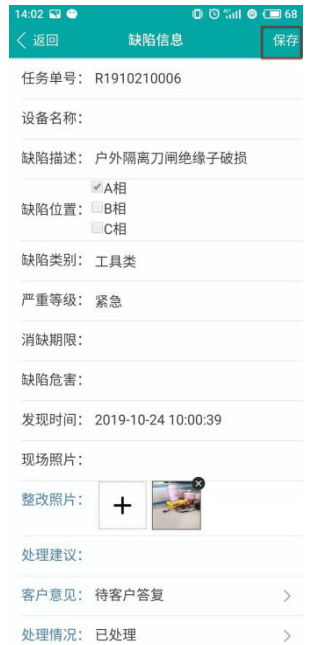 14:02 68
返回 缺陷信息 保存
任务单号： R1910210006
设备名称：
缺陷描述： 户外隔离刀闸绝缘子破损
缺陷位置：
A相
B相
C相
缺陷类别： 工具类
严重等级： 紧急
消缺期限：
缺陷危害：
发现时间： 2019-10-24 10:00:39
现场照片：
整改照片：
处理建议：
客户意见： 待客户答复
处理情况： 已处理